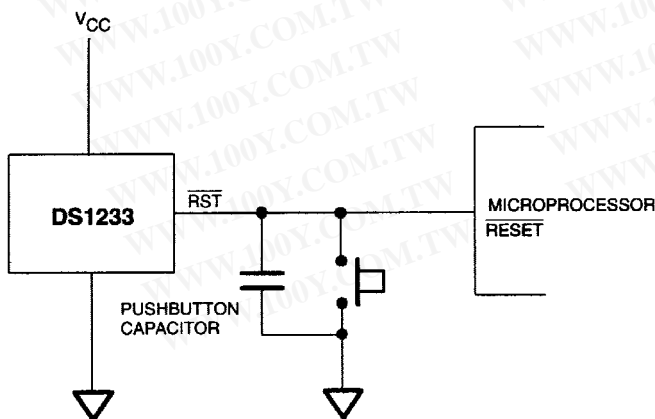 WWW.100Y.COM.TW
VCC
DS1233
RST
MICROPROCESSOR
RESET
PUSHBUTTON
CAPACITOR